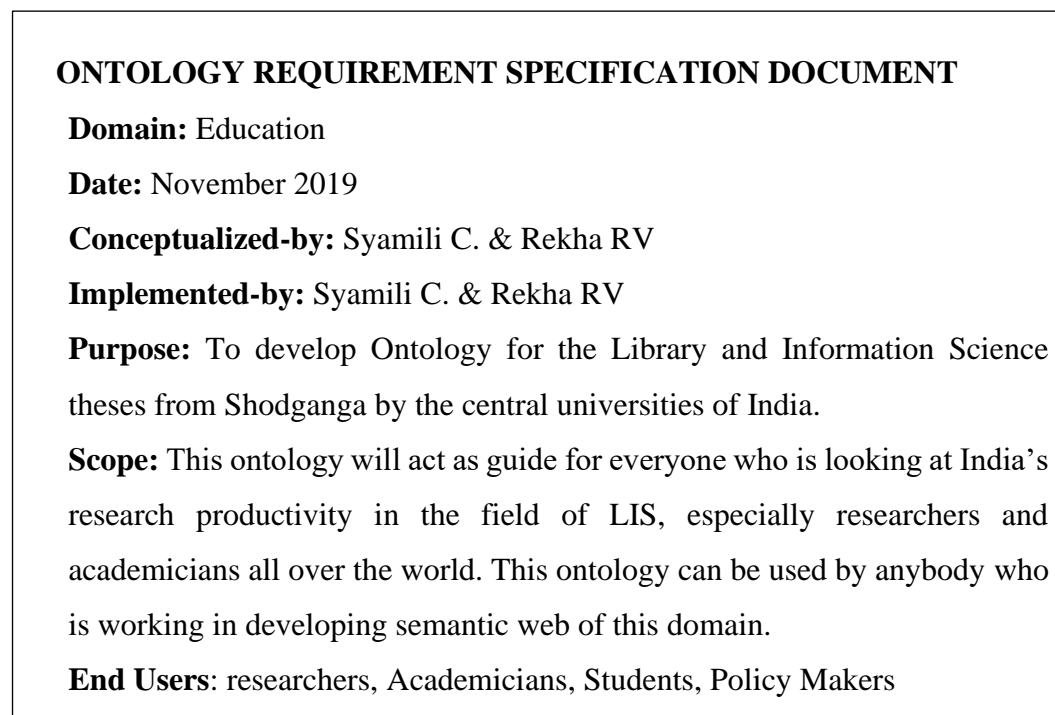 ONTOLOGY REQUIREMENT SPECIFICATION DOCUMENT
Domain: Education
Date: November 2019
Conceptualized-by: Syamili C. & Rekha RV
Implemented-by: Syamili C. & Rekha RV
Purpose: To develop Ontology for the Library and Information Science
theses from Shodganga by the central universities of India.
Scope: This ontology will act as guide for everyone who is looking at India’s
research productivity in the field of LIS, especially researchers and
academicians all over the world. This ontology can be used by anybody who
is working in developing semantic web of this domain.
End Users: researchers, Academicians, Students, Policy Makers